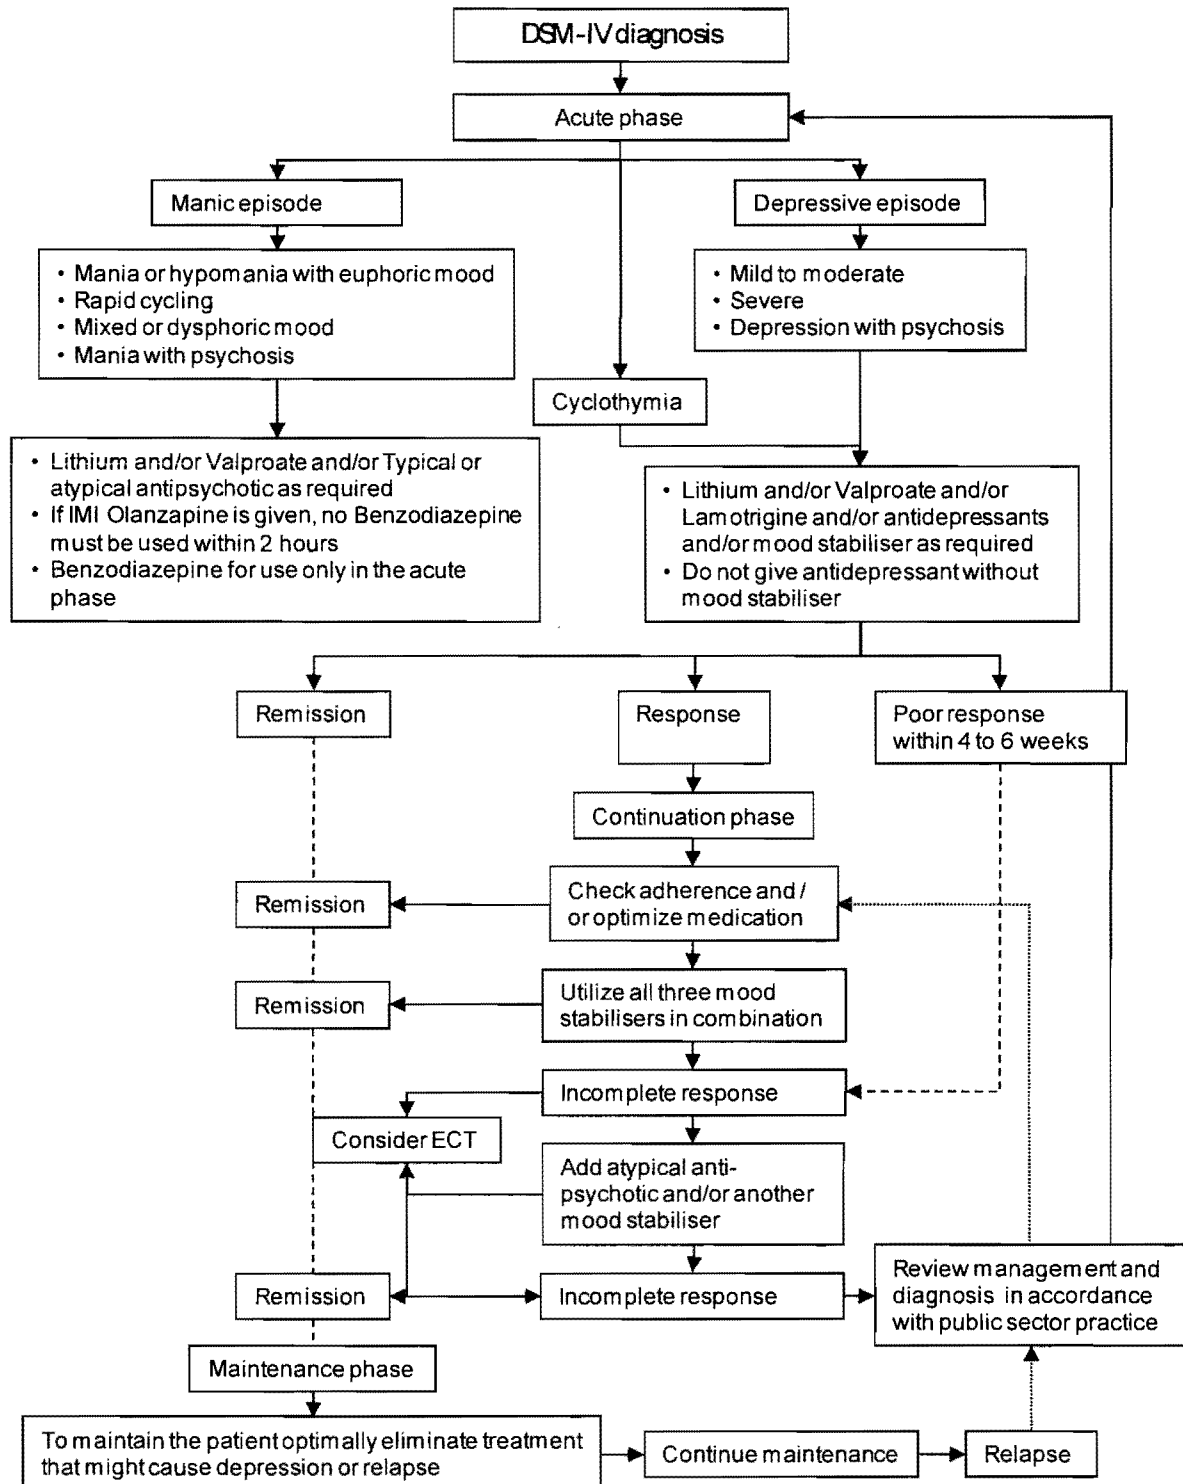 DSM-IV diagnosis
Acute phase
Manic episode
Depressive episode
• Mania or hypomania with euphoric mood
• Rapid cycling
• Mixed or dysphoric mood
• Mania with psychosis
• Mild to moderate
• Severe
• Depression with psychosis
Cyclothymia
• Lithium and/or Valproate and/or Typical or
atypical antipsychotic as required
• If IMI Olanzapine is given, no Benzodiazepine
must be used within 2 hours
• Benzodiazepine for use only in the acute
phase
• Lithium and/or Valproate and/or
Lamotrigine and/or antidepressants
and/or mood stabiliser as required
• Do not give antidepressant without
mood stabiliser
Remission
Response
Poor response
within 4 to 6 weeks
Continuation phase
Remission
Check adherence and /
or optimize medication
Remission
Utilize all three mood
stabilisers in combination
Incomplete response
Consider ECT
Add atypical anti-
psychotic and/or another
mood stabiliser
Remission
Incomplete response
Review management and
diagnosis in accordance
with public sector practice
Maintenance phase
To maintain the patient optimally eliminate treatment
that might cause depression or relapse
Continue maintenance
Relapse